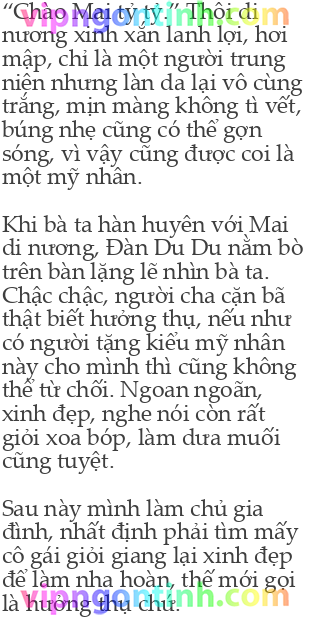 “Chào Mai tỷ tỷ.” Thôi di
nương xinh xắn lanh lợi, hơi
mập, chỉ là một người trung
niên nhưng làn da lại vô cùng
trắng, mịn màng không tì vết,
búng nhẹ cũng có thể gợn
sóng, vì vậy cũng được coi là
một mỹ nhân.
Khi bà ta hàn huyên với Mai
di nương, Đàn Du Du nằm bò
trên bàn lặng lẽ nhìn bà ta.
Chậc chậc, người cha cặn bã
thật biết hưởng thụ, nếu như
có người tặng kiểu mỹ nhân
này cho mình thì cũng không
thể từ chối. Ngoan ngoãn,
xinh đẹp, nghe nói còn rất
giỏi xoa bóp, làm dưa muối
cũng tuyệt.
Sau này mình làm chủ gia
đình, nhất định phải tìm mấy
cô gái giỏi giang lại xinh đẹp
để làm nha hoàn, thế mới gọi
là hưởng thụ chứ.
vipngontinh.com
vipngontinh.com